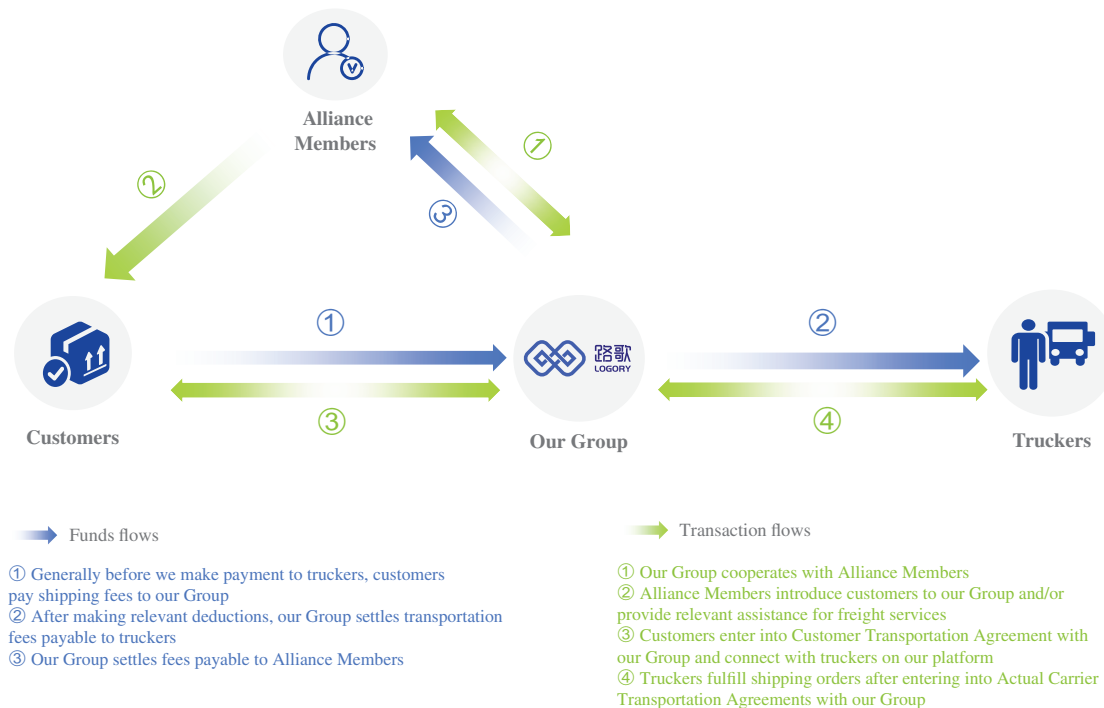 Alliance
Members
①
②
③
①
②
路歌
LOGORY
③
④
Customers
Our Group
Truckers
Funds flows
① Generally before we make payment to truckers, customers
pay shipping fees to our Group
② After making relevant deductions, our Group settles transportation
fees payable to truckers
③ Our Group settles fees payable to Alliance Members
Transaction flows
① Our Group cooperates with Alliance Members
② Alliance Members introduce customers to our Group and/or
provide relevant assistance for freight services
③ Customers enter into Customer Transportation Agreement with
our Group and connect with truckers on our platform
④ Truckers fulfill shipping orders after entering into Actual Carrier
Transportation Agreements with our Group